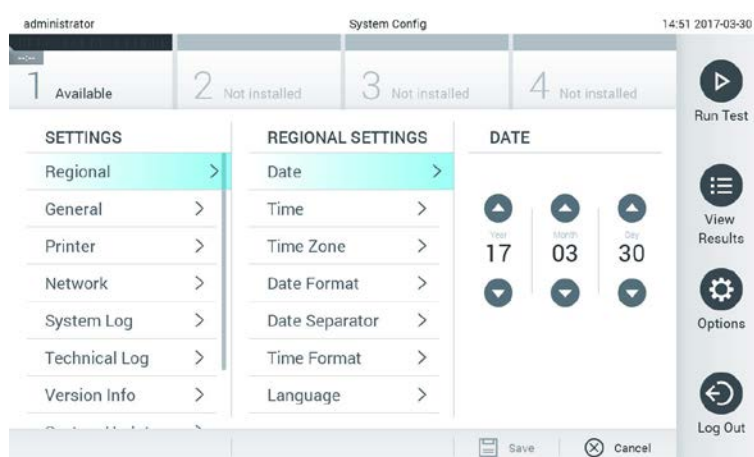 administrator System Config 14:51 2017-03-30
--:--
1 Available 2 Not installed 3 Not installed 4 Not installed
Run Test
SETTINGS REGIONAL SETTINGS DATE
Regional > Date >
General > Time >
Printer > Time Zone >
Network > Date Format >
System Log > Date Separator >
Technical Log > Time Format >
Version Info > Language >
Year Month Day
17 03 30
View
Results
Options
Log Out
Save Cancel